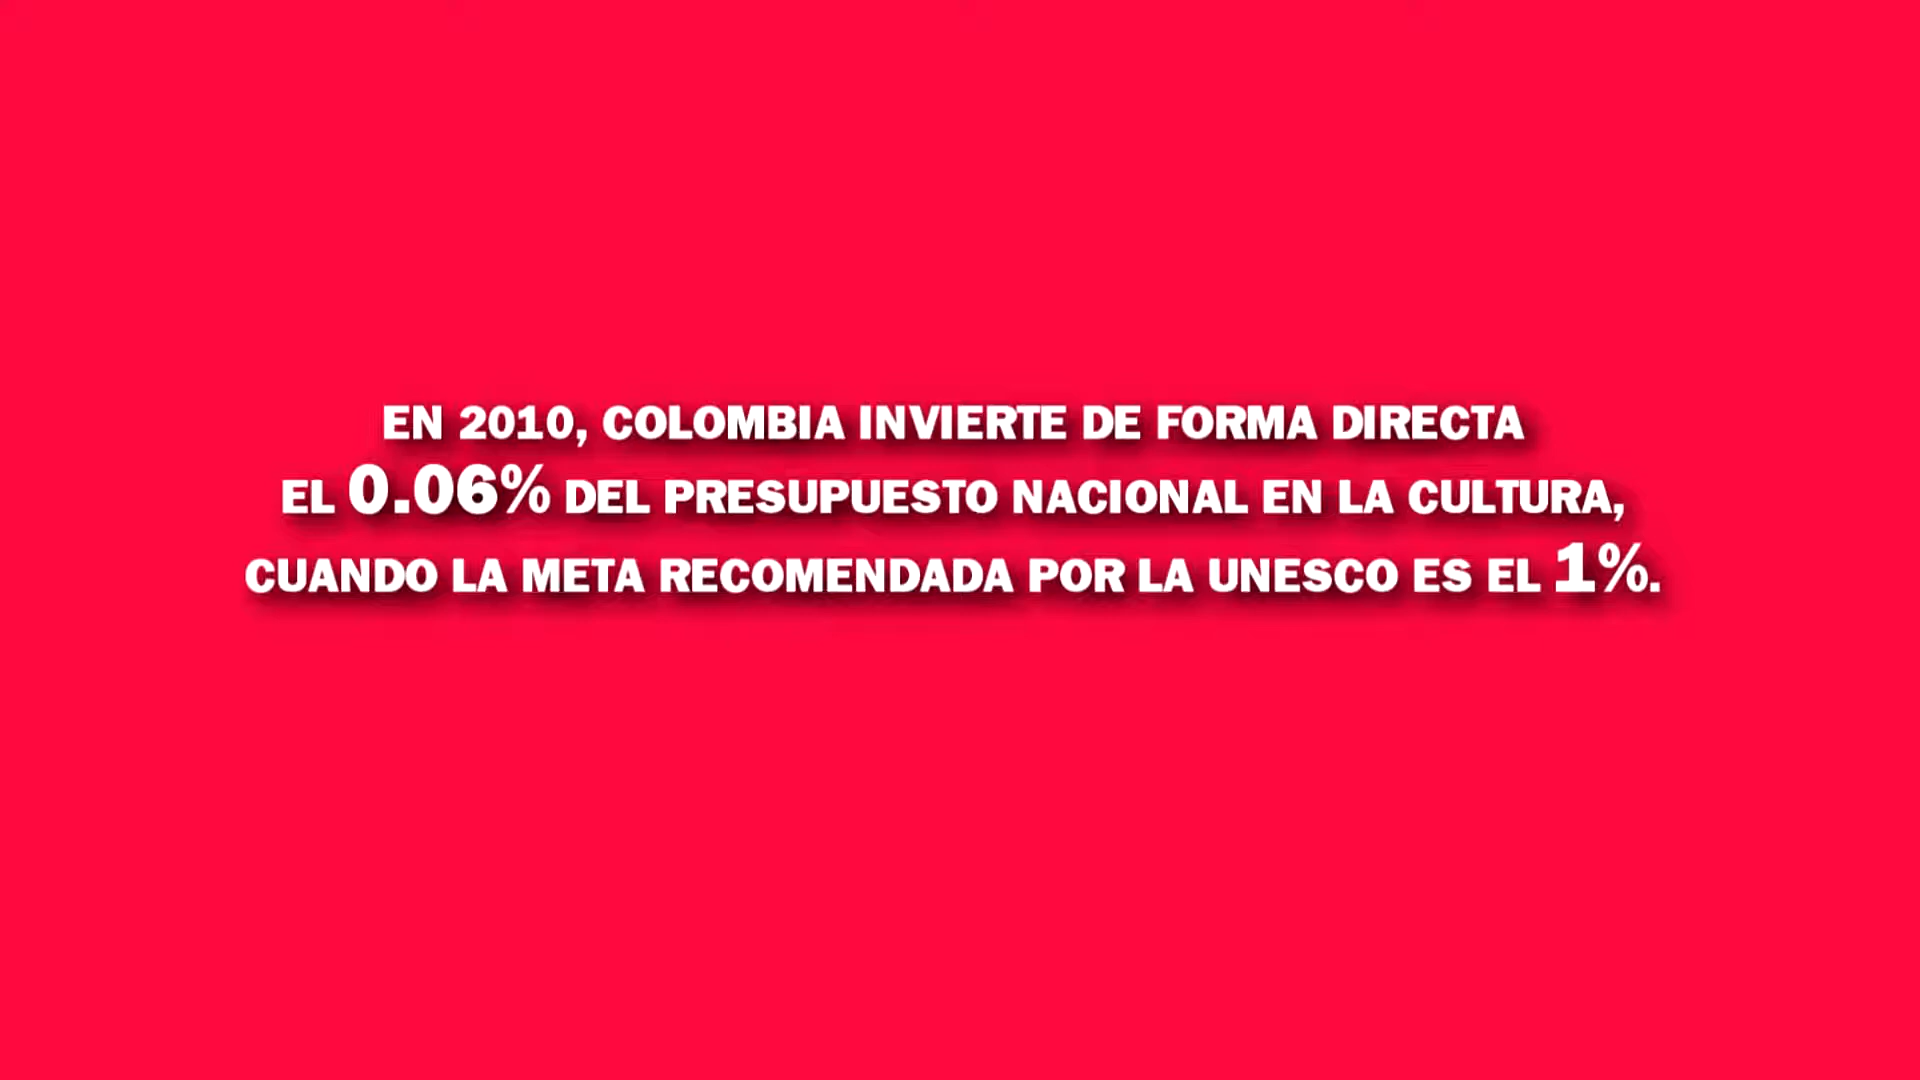 EN 2010, COLOMBIA INVIERTE DE FORMA DIRECTA
EL 0.06% DEL PRESUPUESTO NACIONAL EN LA CULTURA,
CUANDO LA META RECOMENDADA POR LA UNESCO ES EL 1%.